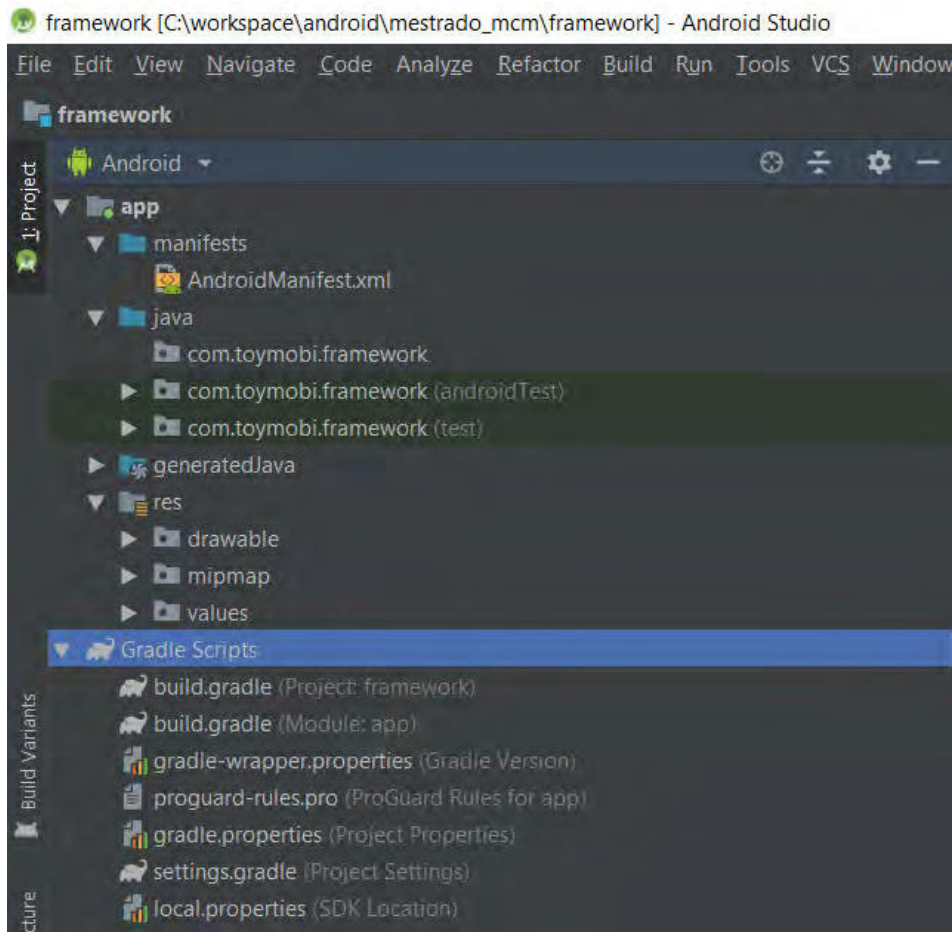 framework [C:\workspace\android\mestrado_mcm\framework] - Android Studio
File Edit View Navigate Code Analyze Refactor Build Run Tools VCS Window
framework
Android
1: Project
app
manifests
AndroidManifest.xml
java
com.toymobi.framework
com.toymobi.framework (androidTest)
com.toymobi.framework (test)
generatedJava
res
drawable
mipmap
values
Gradle Scripts
build.gradle (Project: framework)
build.gradle (Module: app)
gradle-wrapper.properties (Gradle Version)
proguard-rules.pro (ProGuard Rules for app)
gradle.properties (Project Properties)
settings.gradle (Project Settings)
local.properties (SDK Location)
Build Variants
cture